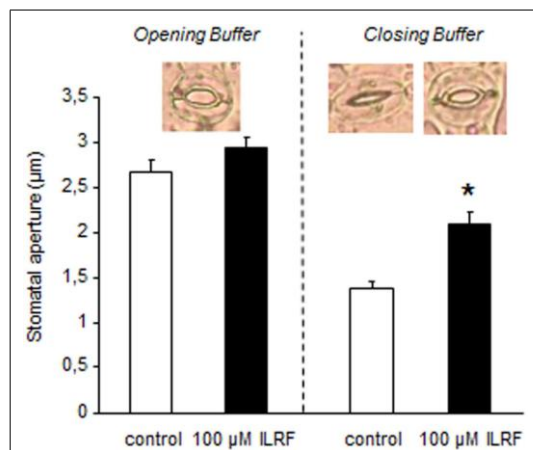 Opening Buffer
Closing Buffer
Stomatal aperture (µm)
3,5
3
2,5
2
1,5
1
0,5
0
*
control 100 µM ILRF
control 100 µM ILRF